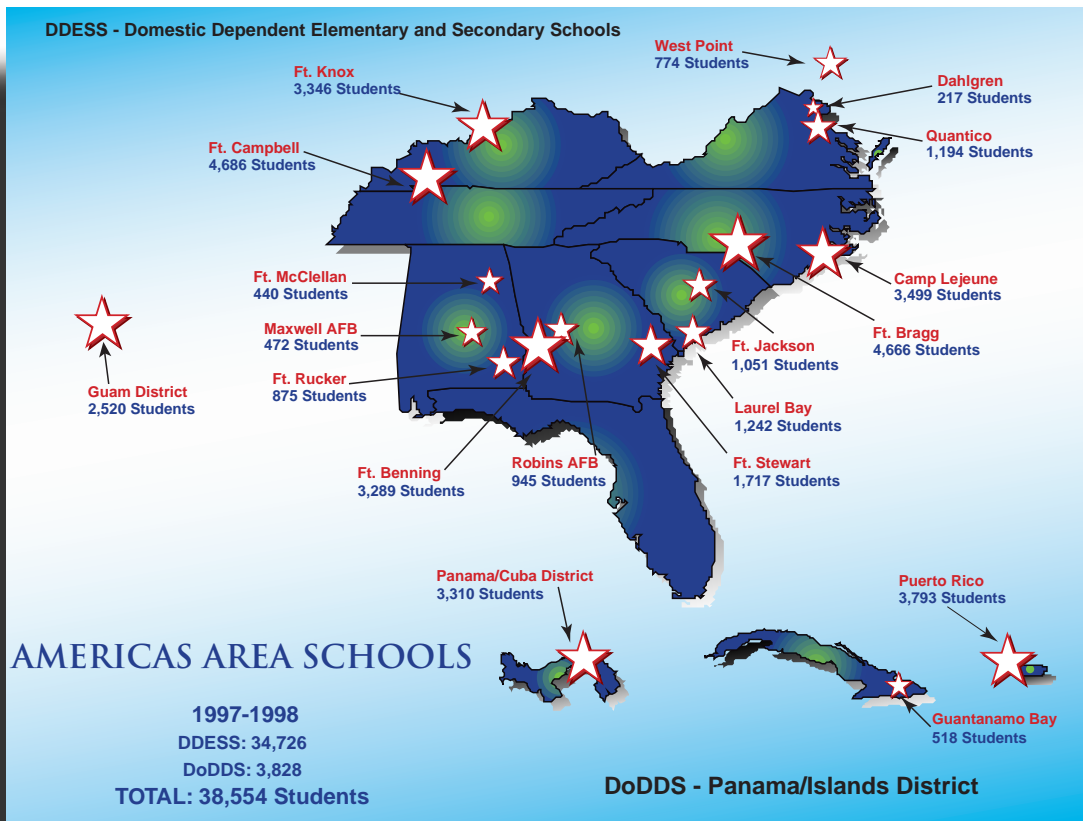 DDESS - Domestic Dependent Elementary and Secondary Schools
West Point
774 Students
Ft. Knox
3,346 Students
Dahlgren
217 Students
Ft. Campbell
4,686 Students
Quantico
1,194 Students
Ft. McClellan
440 Students
Camp Lejeune
3,499 Students
Maxwell AFB
472 Students
Ft. Bragg
4,666 Students
Ft. Jackson
1,051 Students
Ft. Rucker
875 Students
Guam District
2,520 Students
Laurel Bay
1,242 Students
Ft. Benning
3,289 Students
Robins AFB
945 Students
Ft. Stewart
1,717 Students
Panama/Cuba District
3,310 Students
Puerto Rico
3,793 Students
AMERICAS AREA SCHOOLS
Guantanamo Bay
518 Students
1997-1998
DDESS: 34,726
DoDDS: 3,828
TOTAL: 38,554 Students
DoDDS - Panama/Islands District